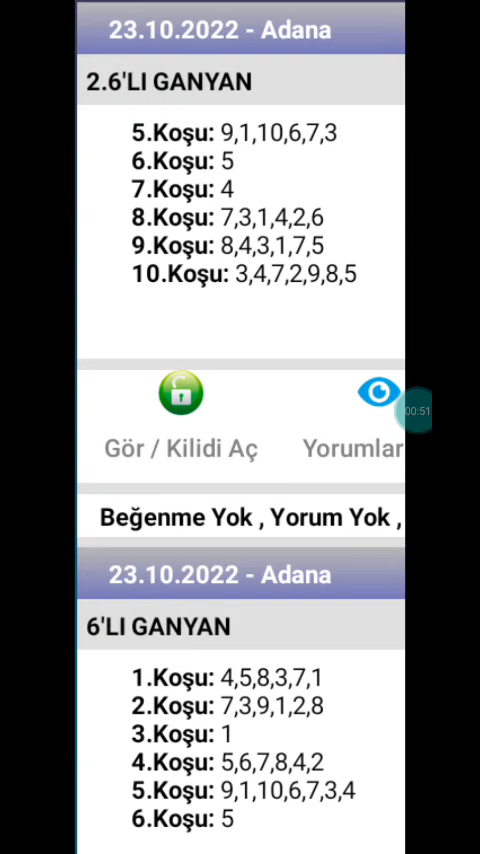 23.10.2022 - Adana
2.6'LI GANYAN
5.Koşu: 9,1,10,6,7,3
6.Koşu: 5
7.Koşu: 4
8.Koşu: 7,3,1,4,2,6
9.Koşu: 8,4,3,1,7,5
10.Koşu: 3,4,7,2,9,8,5
00:51
Gör / Kilidi Aç Yorumlar
Beğenme Yok , Yorum Yok ,
23.10.2022 - Adana
6'LI GANYAN
1.Koşu: 4,5,8,3,7,1
2.Koşu: 7,3,9,1,2,8
3.Koşu: 1
4.Koşu: 5,6,7,8,4,2
5.Koşu: 9,1,10,6,7,3,4
6.Koşu: 5